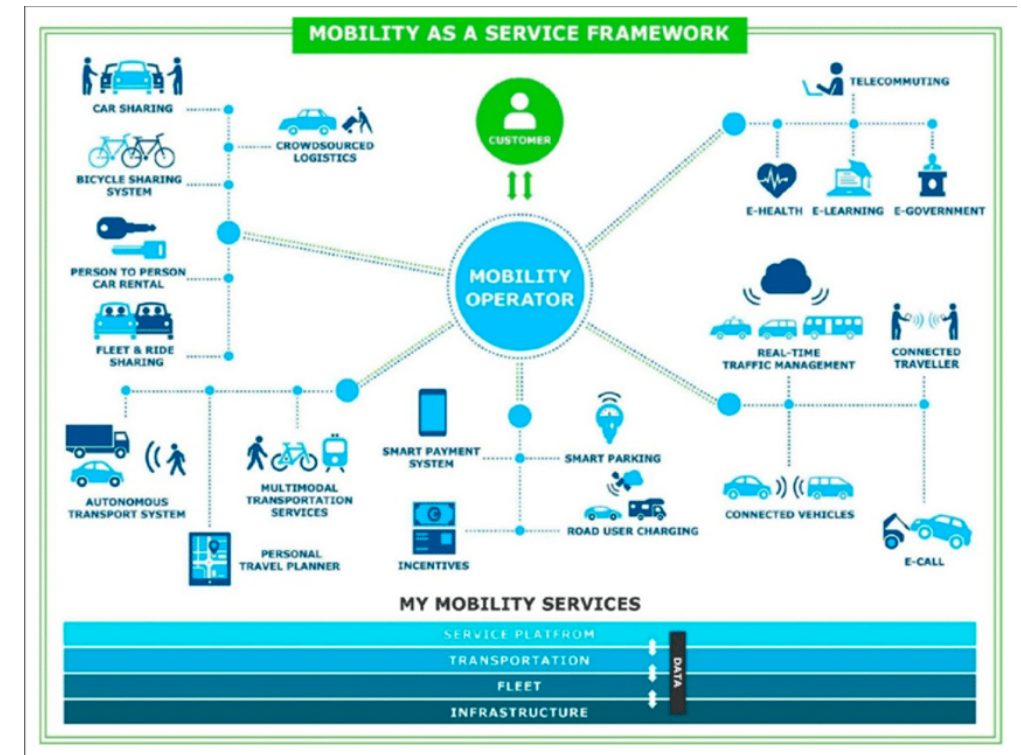 MOBILITY AS A SERVICE FRAMEWORK
CUSTOMER
MOBILITY
OPERATOR
CAR SHARING
CROWDSOURCED
LOGISTICS
BICYCLE SHARING
SYSTEM
PERSON TO PERSON
CAR RENTAL
FLEET & RIDE
SHARING
TELECOMMUTING
E-HEALTH
E-LEARNING
E-GOVERNMENT
REAL-TIME
TRAFFIC MANAGEMENT
CONNECTED
TRAVELLER
CONNECTED VEHICLES
E-CALL
AUTONOMOUS
TRANSPORT SYSTEM
MULTIMODAL
TRANSPORTATION
SERVICES
PERSONAL
TRAVEL PLANNER
SMART PAYMENT
SYSTEM
SMART PARKING
INCENTIVES
€
ROAD USER CHARGING
MY MOBILITY SERVICES
SERVICE PLATFROM
TRANSPORTATION
FLEET
INFRASTRUCTURE
DATA